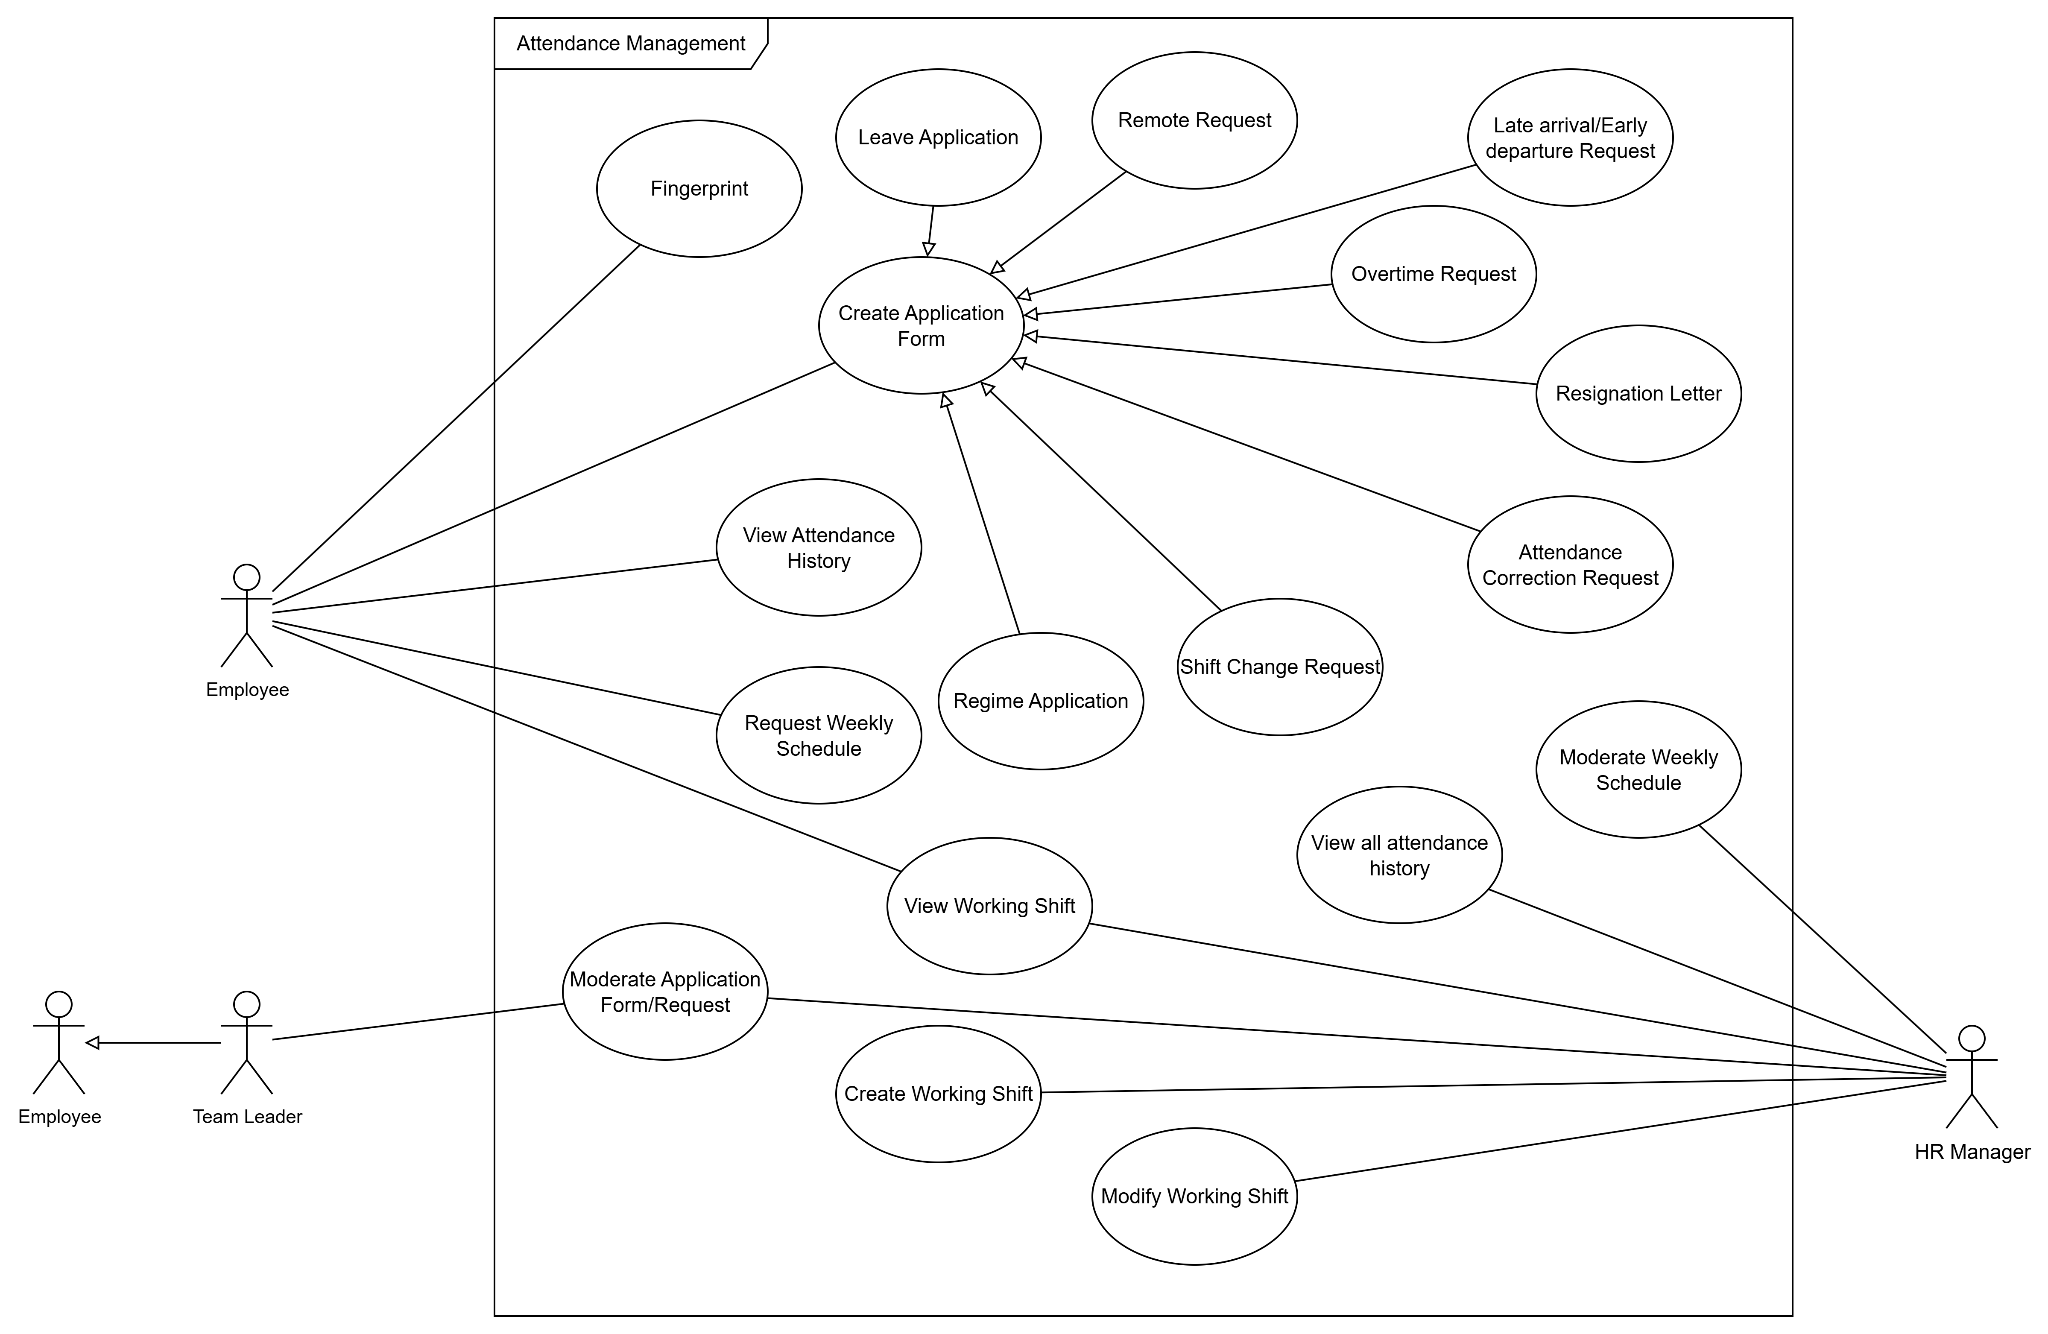 Attendance Management
Remote Request
Leave Application
Late arrival/Early
departure Request
Fingerprint
Overtime Request
Create Application
Form
Resignation Letter
View Attendance
History
Attendance
Correction Request
Employee
Shift Change Request
Regime Application
Request Weekly
Schedule
Moderate Weekly
Schedule
View all attendance
history
View Working Shift
Moderate Application
Form/Request
Create Working Shift
Employee
Team Leader
HR Manager
Modify Working Shift